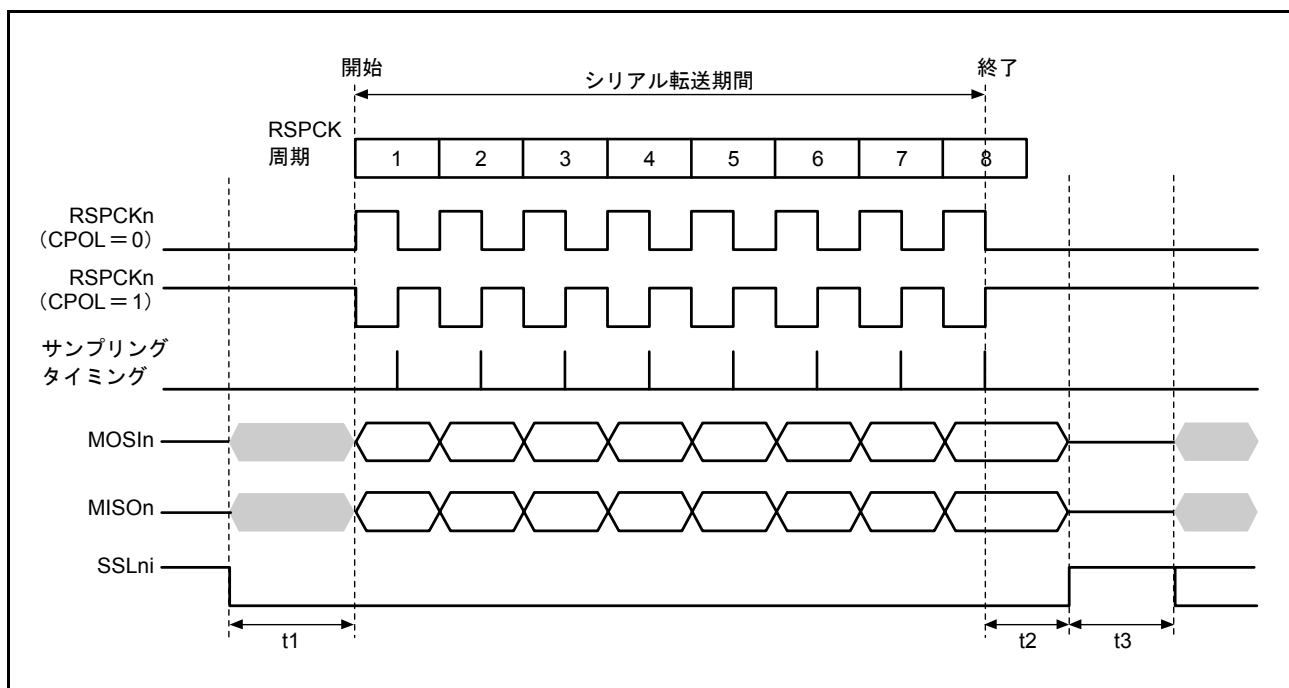 開始
終了
シリアル転送期間
RSPCK
周期
1 2 3 4 5 6 7 8
RSPCKn
(CPOL=0)
RSPCKn
(CPOL=1)
サンプリング
タイミング
MOSIn
MISOn
SSLni
t1
t2
t3